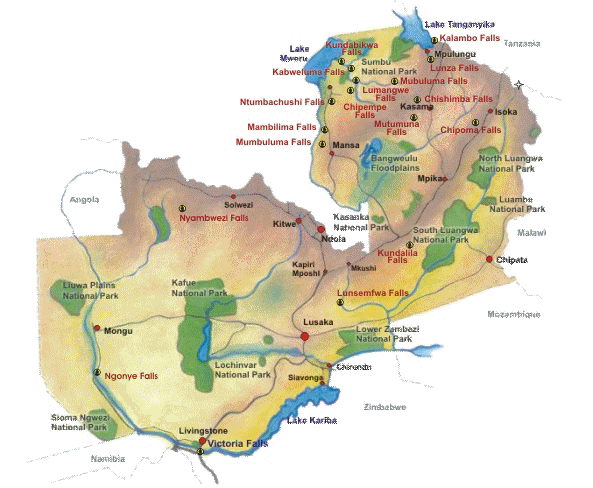 Lake Tanganyika
Kalambo Falls
Tanzania
Kundabikwa
Falls
Lake
Mweru
Mpulungu
Sumbu
National Park
Lunza Falls
Kabweluma Falls
Mubuluma Falls
Lumangwe
Falls
Ntumbachushi Falls
Chipempe
Falls
Kasama
Chishimba Falls
Isoka
Mutumuna
Falls
Chipoma Falls
Mambilima Falls
Mumbuluma Falls
Mansa
Bangweulu
Floodplains
North Luangwa
National Park
Mpika
Angola
Solwezi
Nyambwezi Falls
Kitwe
Ndola
Kasanka
National Park
Luambe
National Park
South Luangwa
National Park
Malawi
Kundalila
Falls
Chipata
Kapiri
Mposhi
Mkushi
Liuwa Plains
National Park
Kafue
National Park
Lunsemfwa Falls
Mozambique
Mongu
Lusaka
Lower Zambezi
National Park
Lochinvar
National Park
Chirundu
Ngonye Falls
Siavonga
Zimbabwe
Sioma Ngwezi
National Park
Lake Kariba
Livingstone
Victoria Falls
Namibia